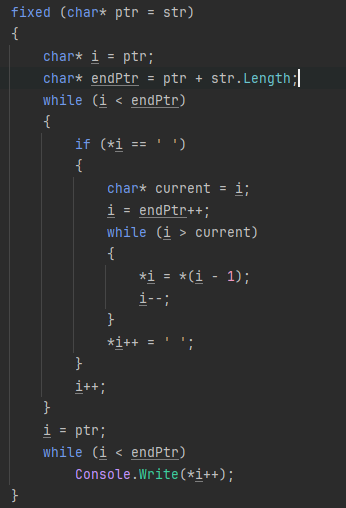 fixed (char* ptr = str)
{
    char* i = ptr;
    char* endPtr = ptr + str.Length;
    while (i < endPtr)
    {
        if (*i == ' ')
        {
            char* current = i;
            i = endPtr++;
            while (i > current)
            {
                *i = *(i - 1);
                i--;
            }
            *i++ = ' ';
        }
        i++;
    }
    i = ptr;
    while (i < endPtr)
        Console.Write(*i++);
}